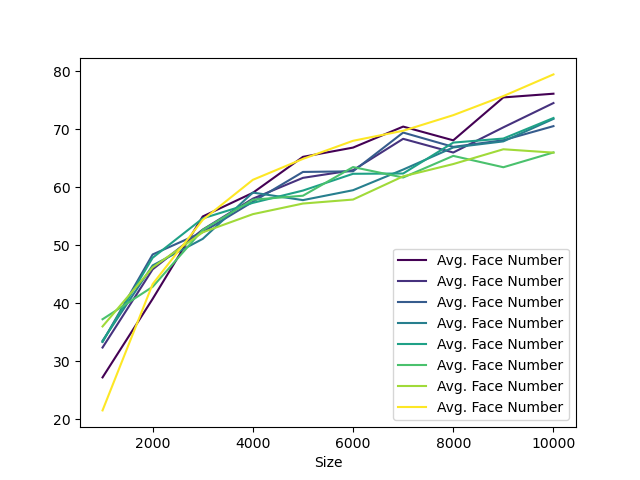 80
70
60
50
40
30
20
2000
4000
6000
8000
10000
Size
Avg. Face Number
Avg. Face Number
Avg. Face Number
Avg. Face Number
Avg. Face Number
Avg. Face Number
Avg. Face Number
Avg. Face Number